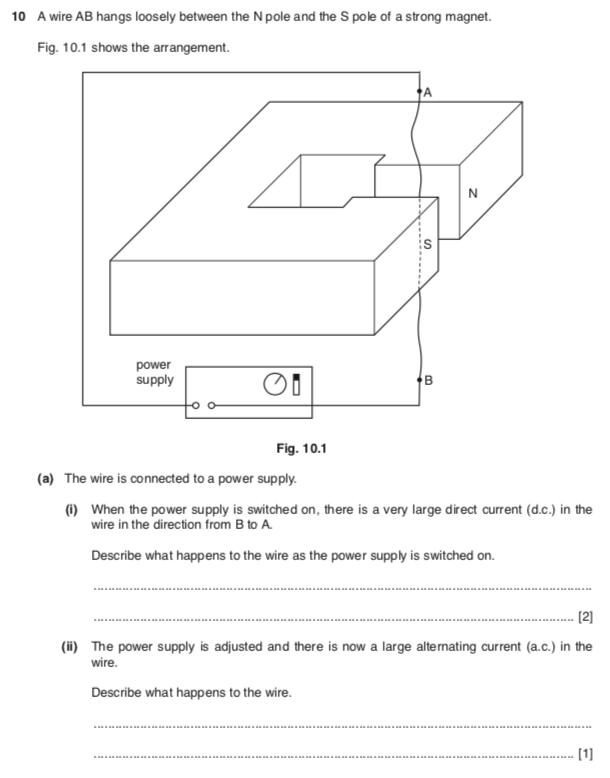 10 A wire AB hangs loosely between the N pole and the S pole of a strong magnet.
Fig. 10.1 shows the arrangement.
A
N
S
power
supply
B
Fig. 10.1
(a) The wire is connected to a power supply.
(i) When the power supply is switched on, there is a very large direct current (d.c.) in the
wire in the direction from B to A.
Describe what happens to the wire as the power supply is switched on.
[2]
(ii) The power supply is adjusted and there is now a large alternating current (a.c.) in the
wire.
Describe what happens to the wire.
[1]